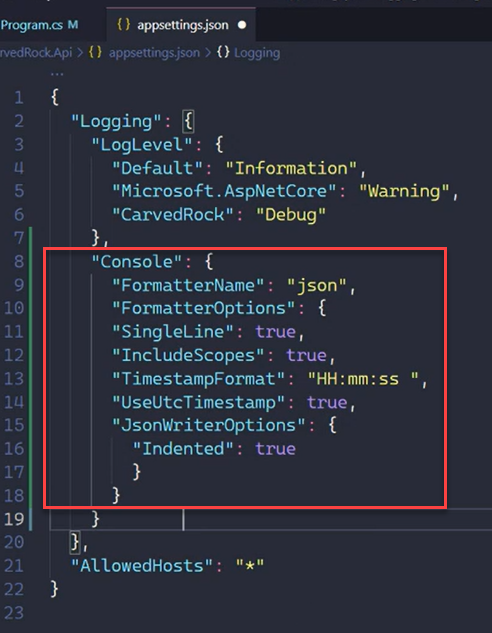 Program.cs M
{} appsettings.json ●
rvedRock.Api > {} appsettings.json > {} Logging
...
1 {
2 "Logging": {
3 "LogLevel": {
4 "Default": "Information",
5 "Microsoft.AspNetCore": "Warning",
6 "CarvedRock": "Debug"
7 },
8 "Console": {
9 "FormatterName": "json",
10 "FormatterOptions": {
11 "SingleLine": true,
12 "IncludeScopes": true,
13 "TimestampFormat": "HH:mm:ss ",
14 "UseUtcTimestamp": true,
15 "JsonWriterOptions": {
16 "Indented": true
17 }
18 }
19 }
20 },
21 "AllowedHosts": "*"
22 }
23